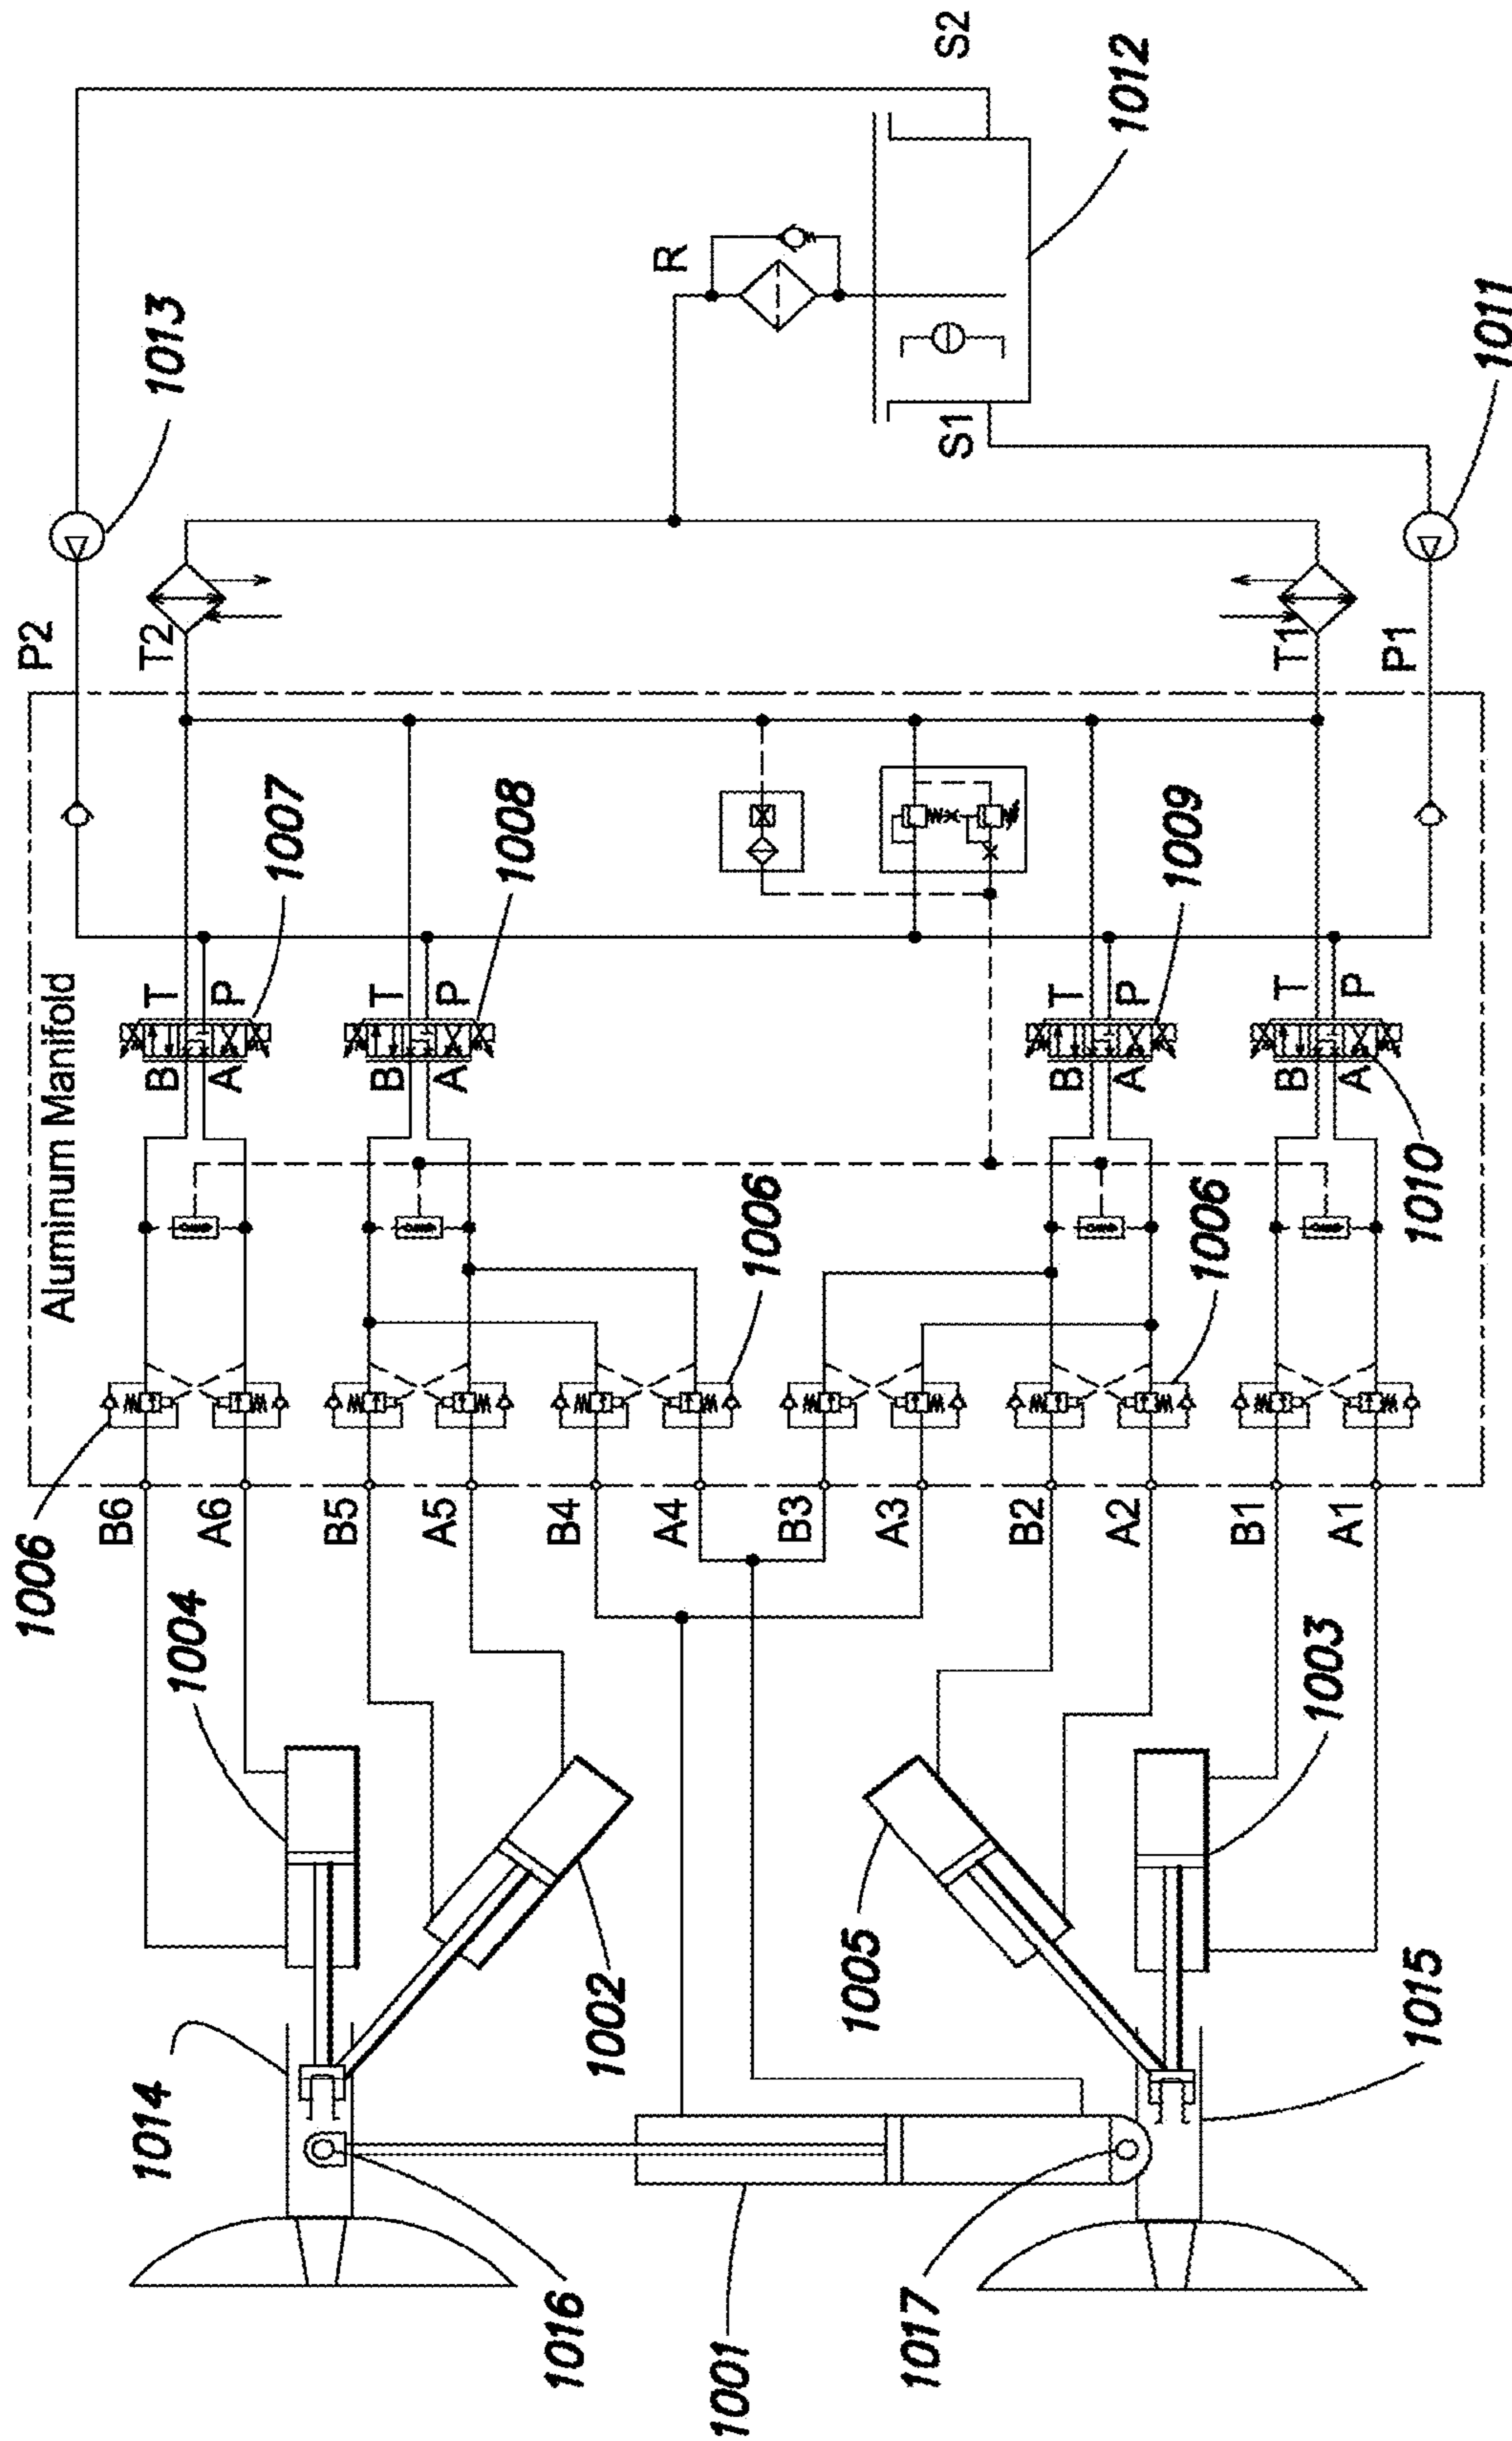 S2
1012
R
1013
1011
S1
P2
T2
T1
P1
Aluminum Manifold
1007
1008
1009
T
P
T
P
T
P
T
P
B
A
B
A
B
A
B
A
1010
1006
1006
1006
B6
A6
B5
A5
B4
A4
B3
A3
B2
A2
B1
A1
1004
1003
1002
1005
1015
1014
1016
1001
1017